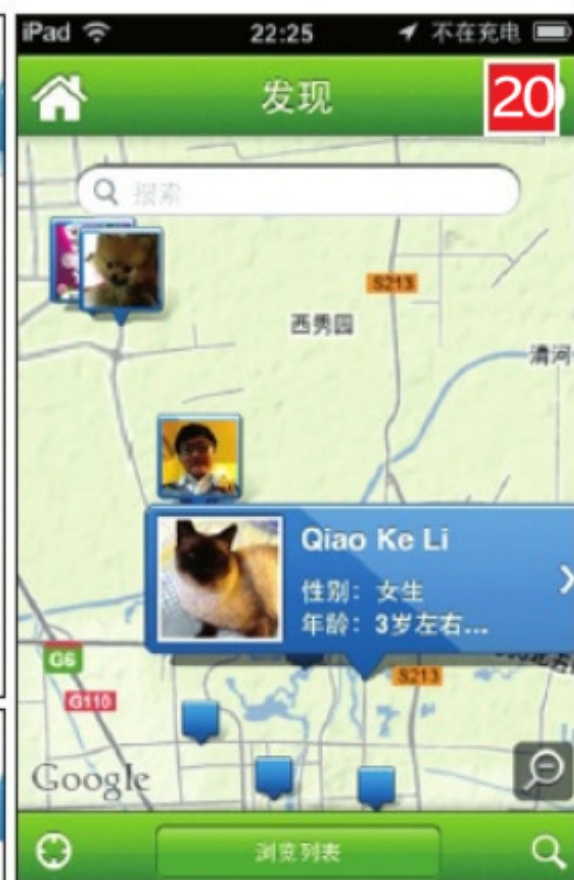 iPad 22:25 不在充电
发现
20
搜索
S213
西秀园
清河
Qiao Ke Li
性别：女生
年龄：3岁左右...
G6
S213
G110
Google
浏览列表